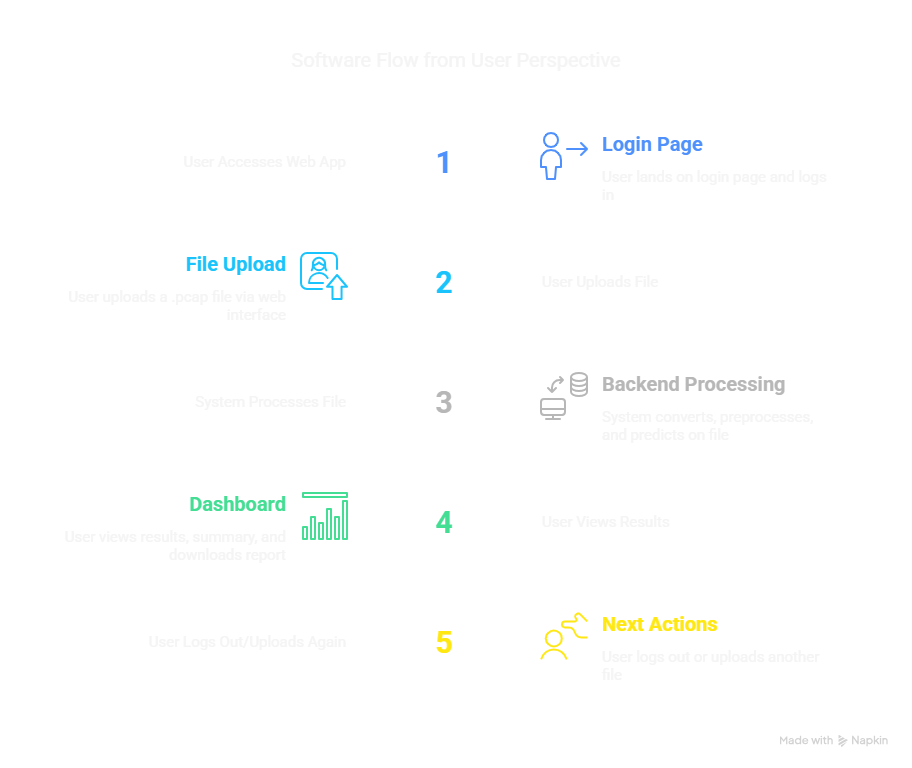 Software Flow from User Perspective
User Accesses Web App
1
Login Page
User lands on login page and logs
in
File Upload
User uploads a .pcap file via web
interface
2
User Uploads File
System Processes File
3
Backend Processing
System converts, preprocesses,
and predicts on file
Dashboard
User views results, summary, and
downloads report
4
User Views Results
User Logs Out/Uploads Again
5
Next Actions
User logs out or uploads another
file
Made with Napkin